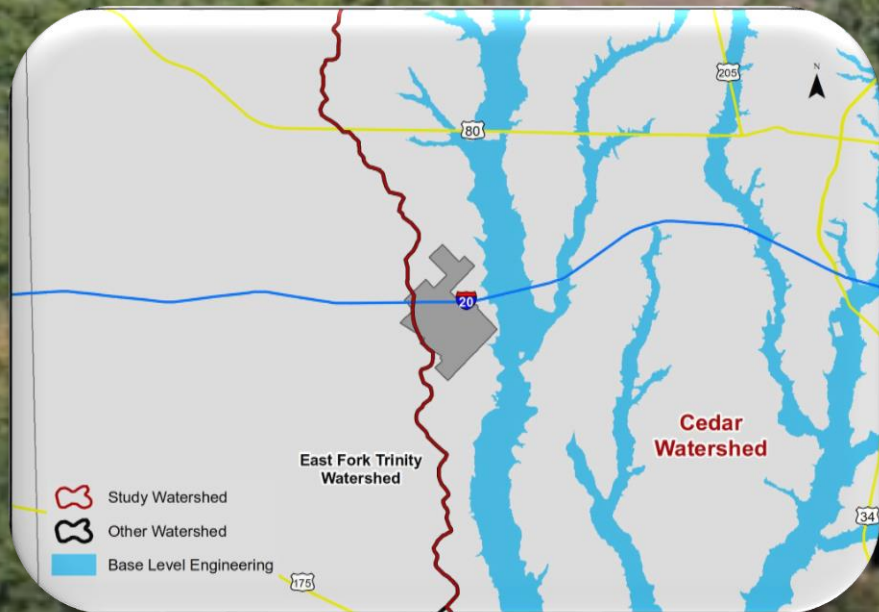 205
N
80
20
Cedar
Watershed
East Fork Trinity
Watershed
Study Watershed
Other Watershed
Base Level Engineering
34
175